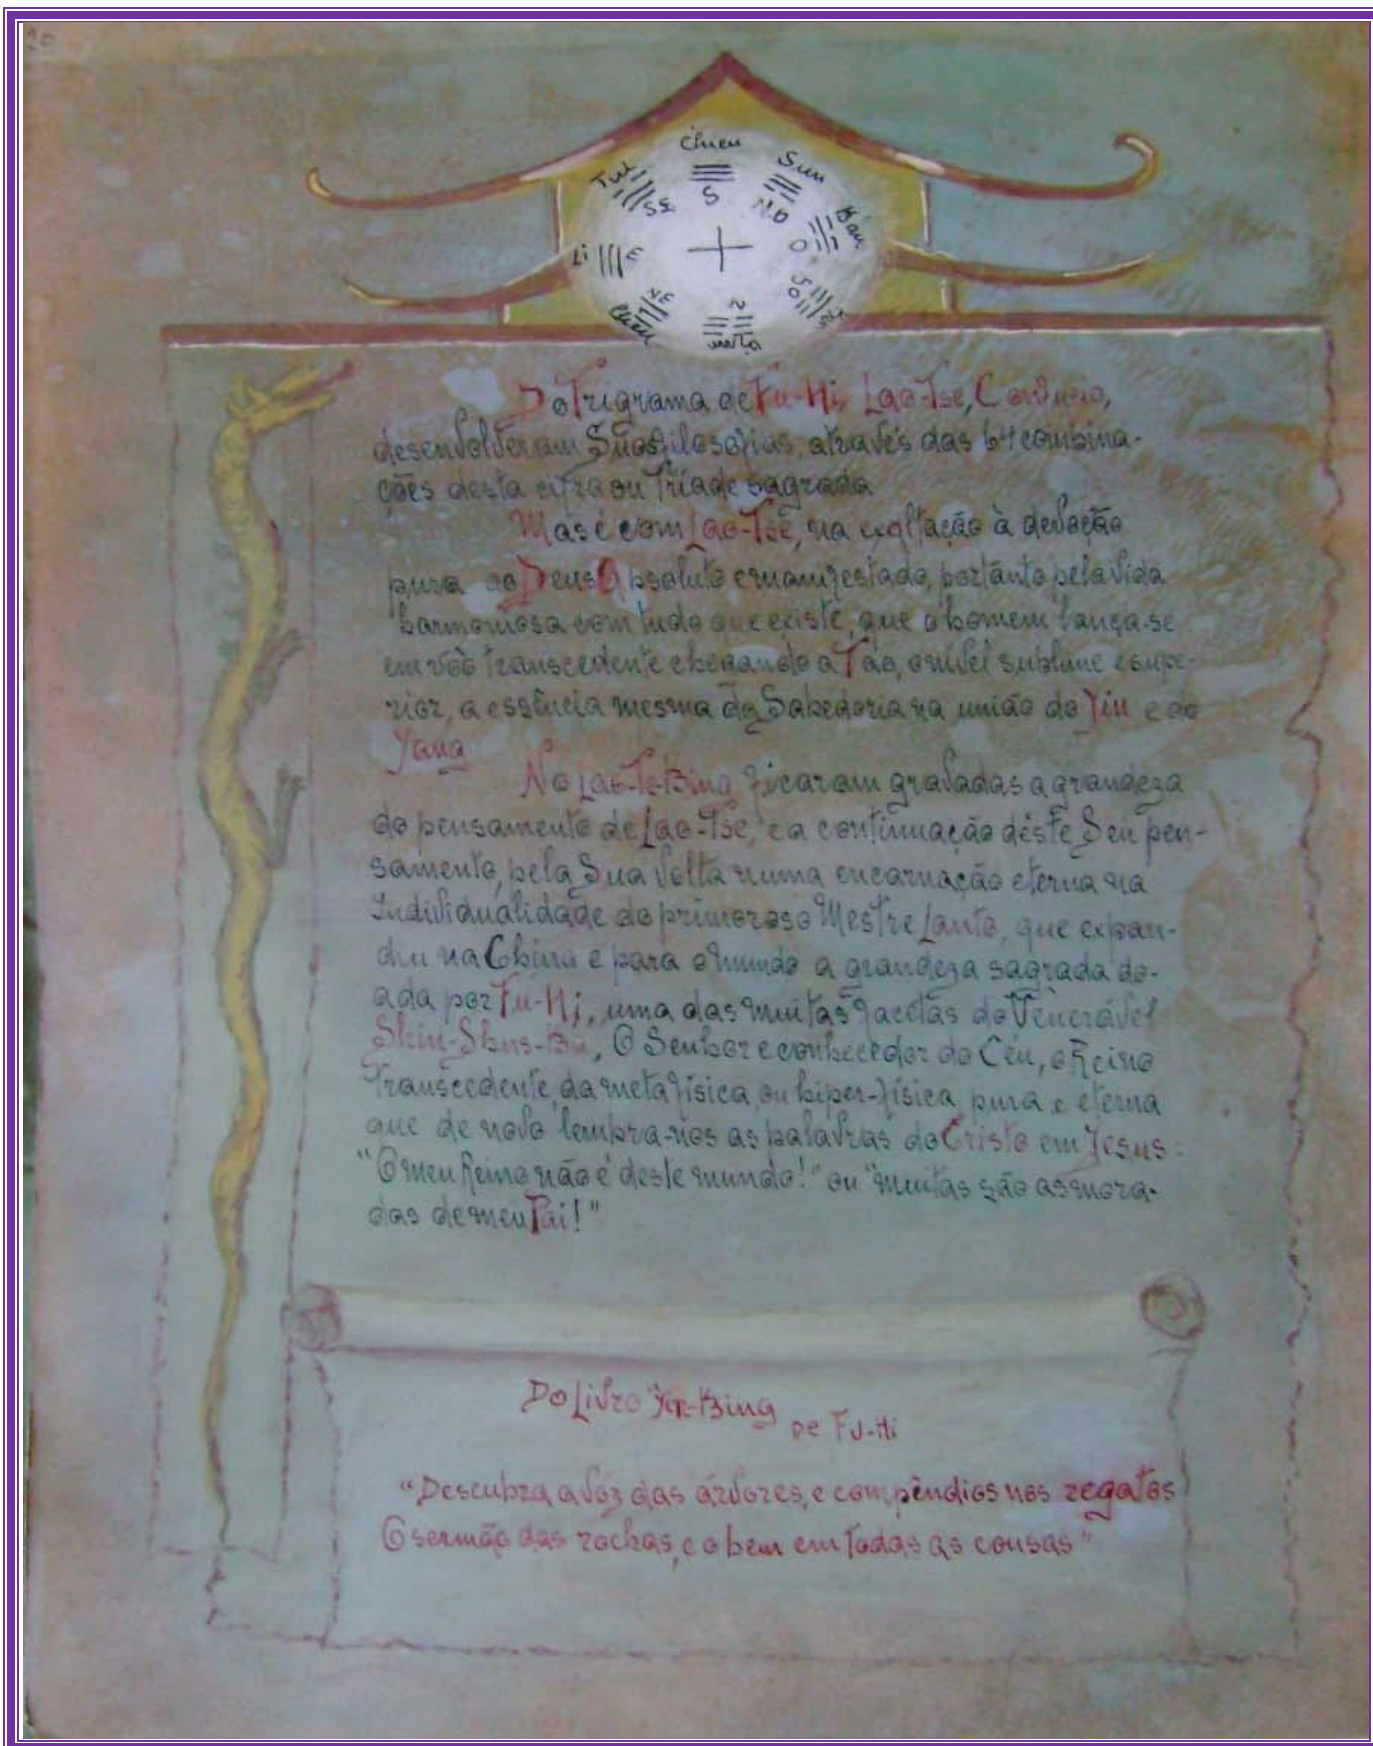 20
Chien
Sun
Tui
S
SE
N.O
Kan
Li
E
O
SO
NE
N
Do Trigrama de Fu-Hi, Lao-Tse, Confucio,
desenvolveram Suas filosofias, através das 64 combina-
ções desta cifra ou Tríade sagrada
Mas é com Lao-Tse, na exaltação à devoção
pura ao Deus Absoluto e manifestado, portanto pela vida
harmoniosa com tudo que existe, que o homem lança-se
em vôo transcedente chegando a Tao, o nível sublime e supe-
rior, a essência mesma da Sabedoria na união do Yin e do
Yang
No Lao-Te-King ficaram gravadas a grandeza
do pensamento de Lao-Tse, e a continuação déste Seu pen-
samento, pela Sua volta numa encarnação eterna na
Individualidade do primoroso Mestre Lanto, que expan-
diu na China e para o mundo a grandeza sagrada do-
ada por Fu-Hi, uma das muitas facetas do Venerável
O Senhor e conhecedor do Céu, o Reino
Transcedente, da metafísica, ou hiper-física, pura e eterna
que de novo lembra-nos as palavras do Cristo em Jesus:
"O meu Reino não é deste mundo!" ou "muitas são as mora-
das de meu Pai!"
Do Livro King
De Fu-Hi
"Descubra a voz das árvores, e compêndios nos regatos
O sermão das rochas, e o bem em todas as cousas"